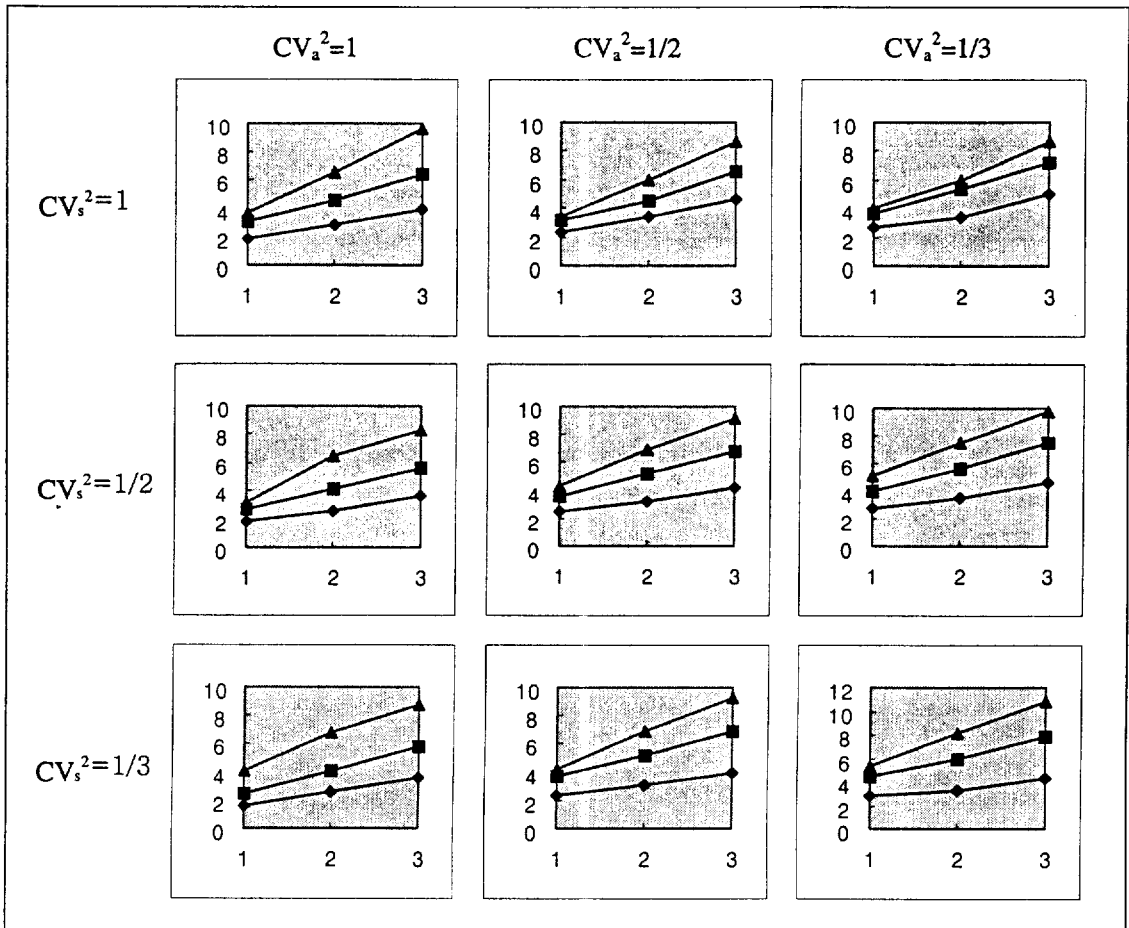 CVₐ²=1 CVₐ²=1/2 CVₐ²=1/3
CVₛ²=1
10 10 10
8 8 8
6 6 6
4 4 4
2 2 2
0 0 0
1 2 3 1 2 3 1 2 3
CVₛ²=1/2
10 10 10
8 8 8
6 6 6
4 4 4
2 2 2
0 0 0
1 2 3 1 2 3 1 2 3
CVₛ²=1/3
10 10 12
8 8 10
6 6 8
4 4 6
2 2 4
0 0 2
0
1 2 3 1 2 3 1 2 3